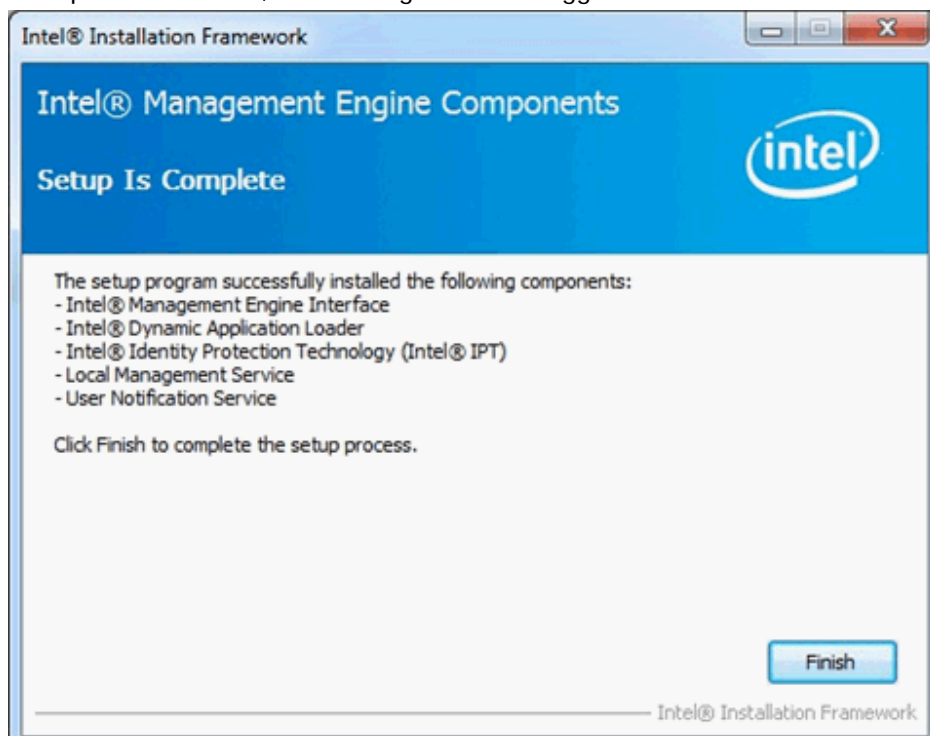 Intel® Installation Framework
Intel® Management Engine Components
Setup Is Complete
intel
The setup program successfully installed the following components:
- Intel® Management Engine Interface
- Intel® Dynamic Application Loader
- Intel® Identity Protection Technology (Intel® IPT)
- Local Management Service
- User Notification Service
Click Finish to complete the setup process.
Finish
Intel® Installation Framework